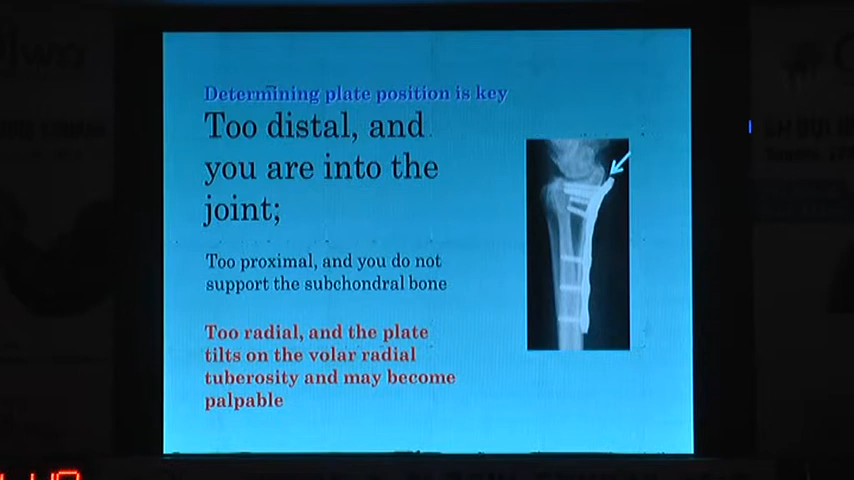 Determining plate position is key
Too distal, and
you are into the
joint;
Too proximal, and you do not
support the subchondral bone
Too radial, and the plate
tilts on the volar radial
tuberosity and may become
palpable